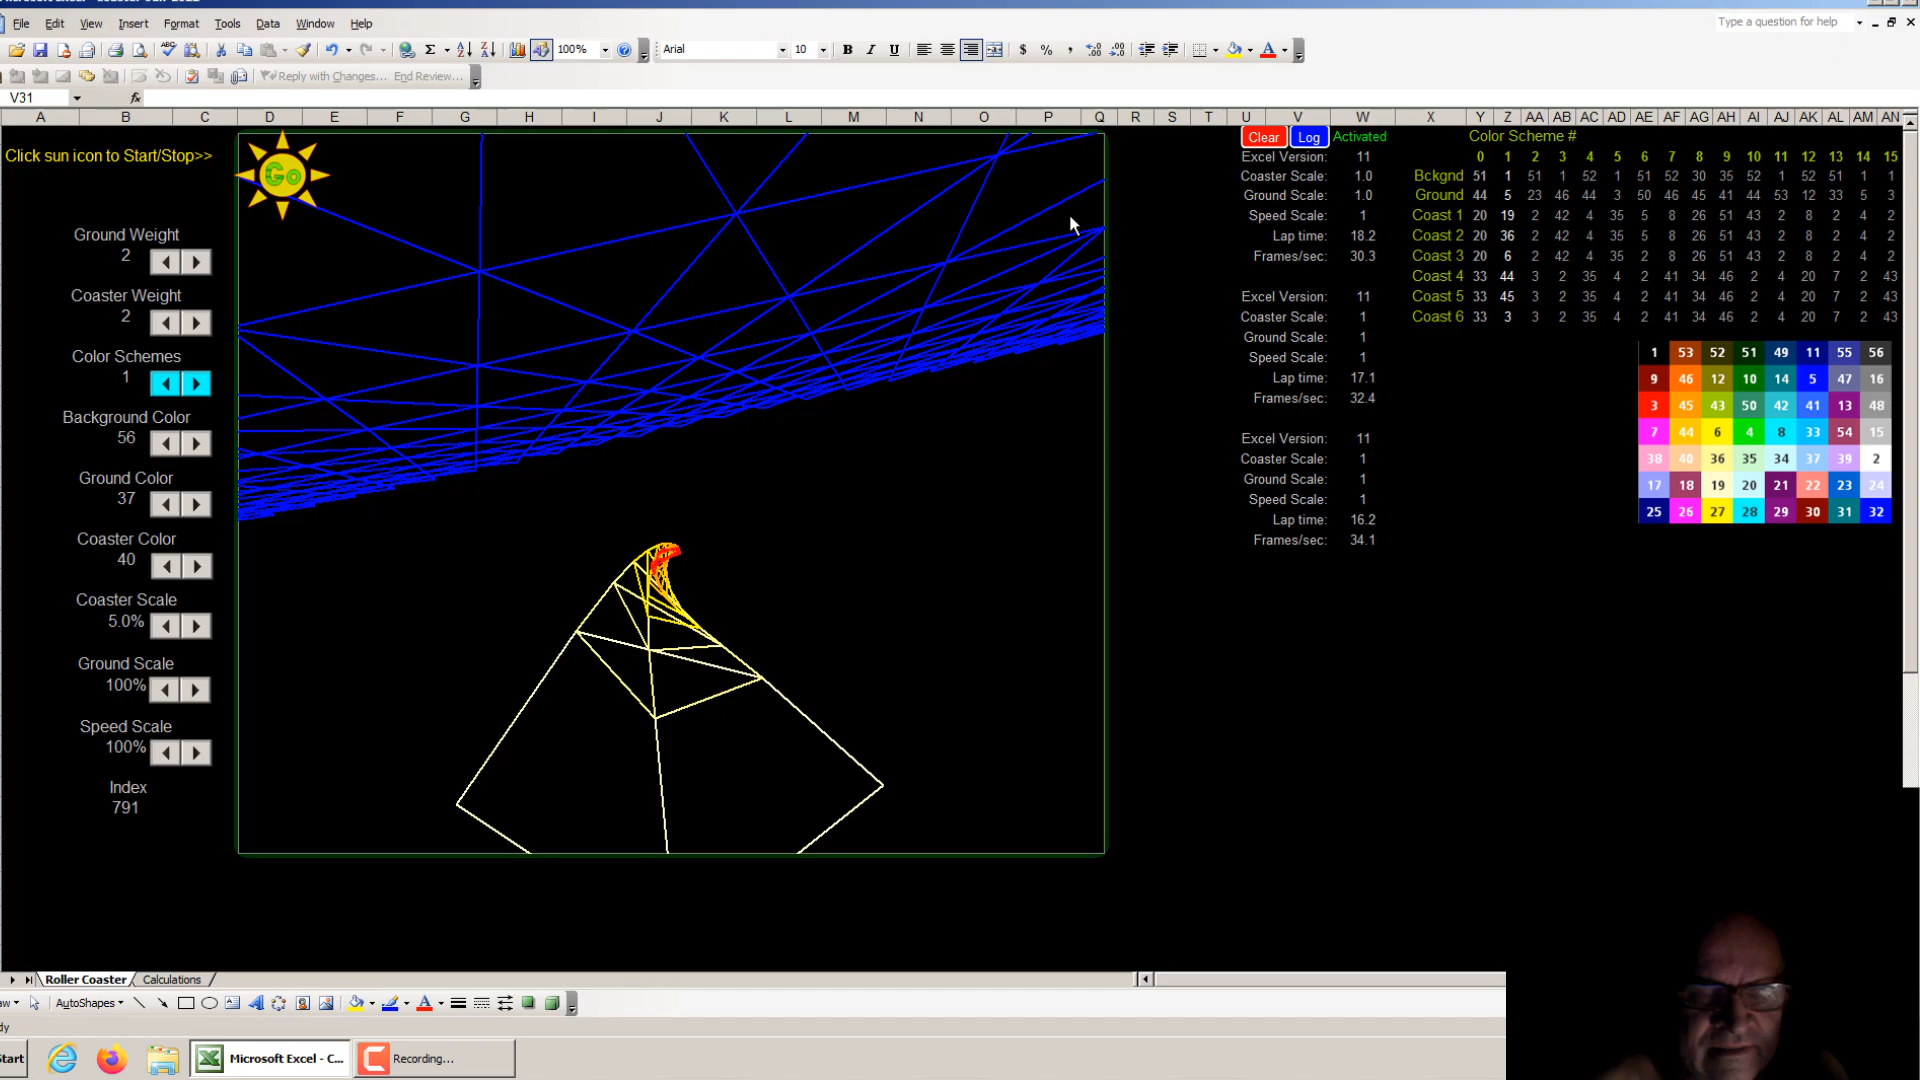 File Edit View Insert Format Tools Data Window Help Type a question for help
100% Arial 10 B I U $ % ,
Reply with Changes... End Review...
V31 fx
A B C D E F G H I J K L M N O P Q R S T U V W X Y Z AA AB AC AD AE AF AG AH AI AJ AK AL AM AN
Click sun icon to Start/Stop>>
Go
Ground Weight
2
Coaster Weight
2
Color Schemes
1
Background Color
56
Ground Color
37
Coaster Color
40
Coaster Scale
5.0%
Ground Scale
100%
Speed Scale
100%
Index
791
Clear Log Activated
Excel Version: 11
Coaster Scale: 1.0
Ground Scale: 1.0
Speed Scale: 1
Lap time: 18.2
Frames/sec: 30.3
Excel Version: 11
Coaster Scale: 1
Ground Scale: 1
Speed Scale: 1
Lap time: 17.1
Frames/sec: 32.4
Excel Version: 11
Coaster Scale: 1
Ground Scale: 1
Speed Scale: 1
Lap time: 16.2
Frames/sec: 34.1
Color Scheme #
0 1 2 3 4 5 6 7 8 9 10 11 12 13 14 15
Bckgnd 51 1 51 1 52 1 51 52 30 35 52 1 52 51 1 1
Ground 44 5 23 46 44 3 50 46 45 41 44 53 12 33 5 3
Coast 1 20 19 2 42 4 35 5 8 26 51 43 2 8 2 4 2
Coast 2 20 36 2 42 4 35 5 8 26 51 43 2 8 2 4 2
Coast 3 20 6 2 42 4 35 2 8 26 51 43 2 8 2 4 2
Coast 4 33 44 3 2 35 4 2 41 34 46 2 4 20 7 2 43
Coast 5 33 45 3 2 35 4 2 41 34 46 2 4 20 7 2 43
Coast 6 33 3 3 2 35 4 2 41 34 46 2 4 20 7 2 43
1 53 52 51 49 11 55 56
9 46 12 10 14 5 47 16
3 45 43 50 42 41 13 48
7 44 6 4 8 33 54 15
38 40 36 35 34 37 39 2
17 18 19 20 21 22 23 24
25 26 27 28 29 30 31 32
Roller Coaster Calculations
AutoShapes
Microsoft Excel - C... Recording...